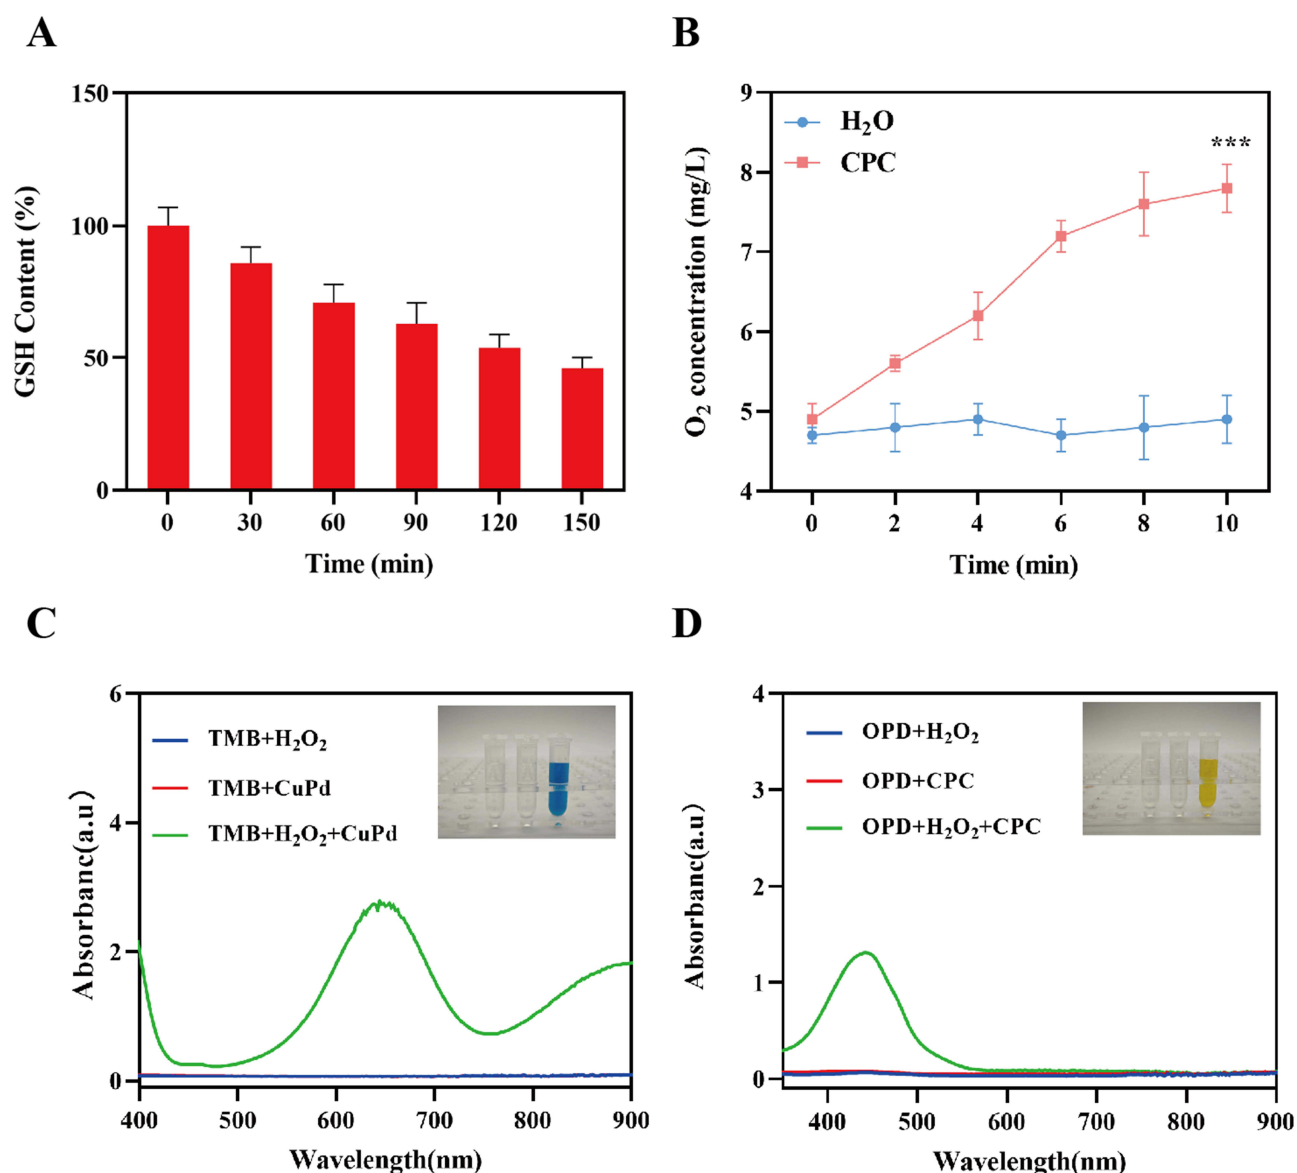 A
150
100
50
0
GSH Content (%)
0 30 60 90 120 150
Time (min)
B
9
8
7
6
5
4
O₂ concentration (mg/L)
H₂O
CPC
***
0 2 4 6 8 10
Time (min)
C
6
4
2
0
Absorbanc(a.u)
TMB+H₂O₂
TMB+CuPd
TMB+H₂O₂+CuPd
400 500 600 700 800 900
Wavelength(nm)
D
4
3
2
1
0
Absorbanc(a.u)
OPD+H₂O₂
OPD+CPC
OPD+H₂O₂+CPC
400 500 600 700 800 900
Wavelength(nm)